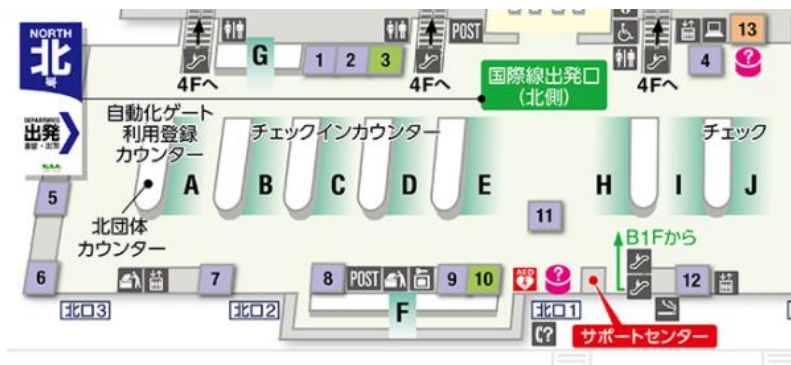 NORTH
北
DEPARTURES
出発
POST
POST
G
1
2
3
4
13
4Fへ
4Fへ
4Fへ
国際線出発口
(北側)
自動化ゲート
利用登録
カウンター
チェックインカウンター
チェック
A
B
C
D
E
H
I
J
5
北団体
カウンター
11
B1Fから
6
7
8
POST
9
10
AED
12
F
北口3
北口2
北口1
サポートセンター